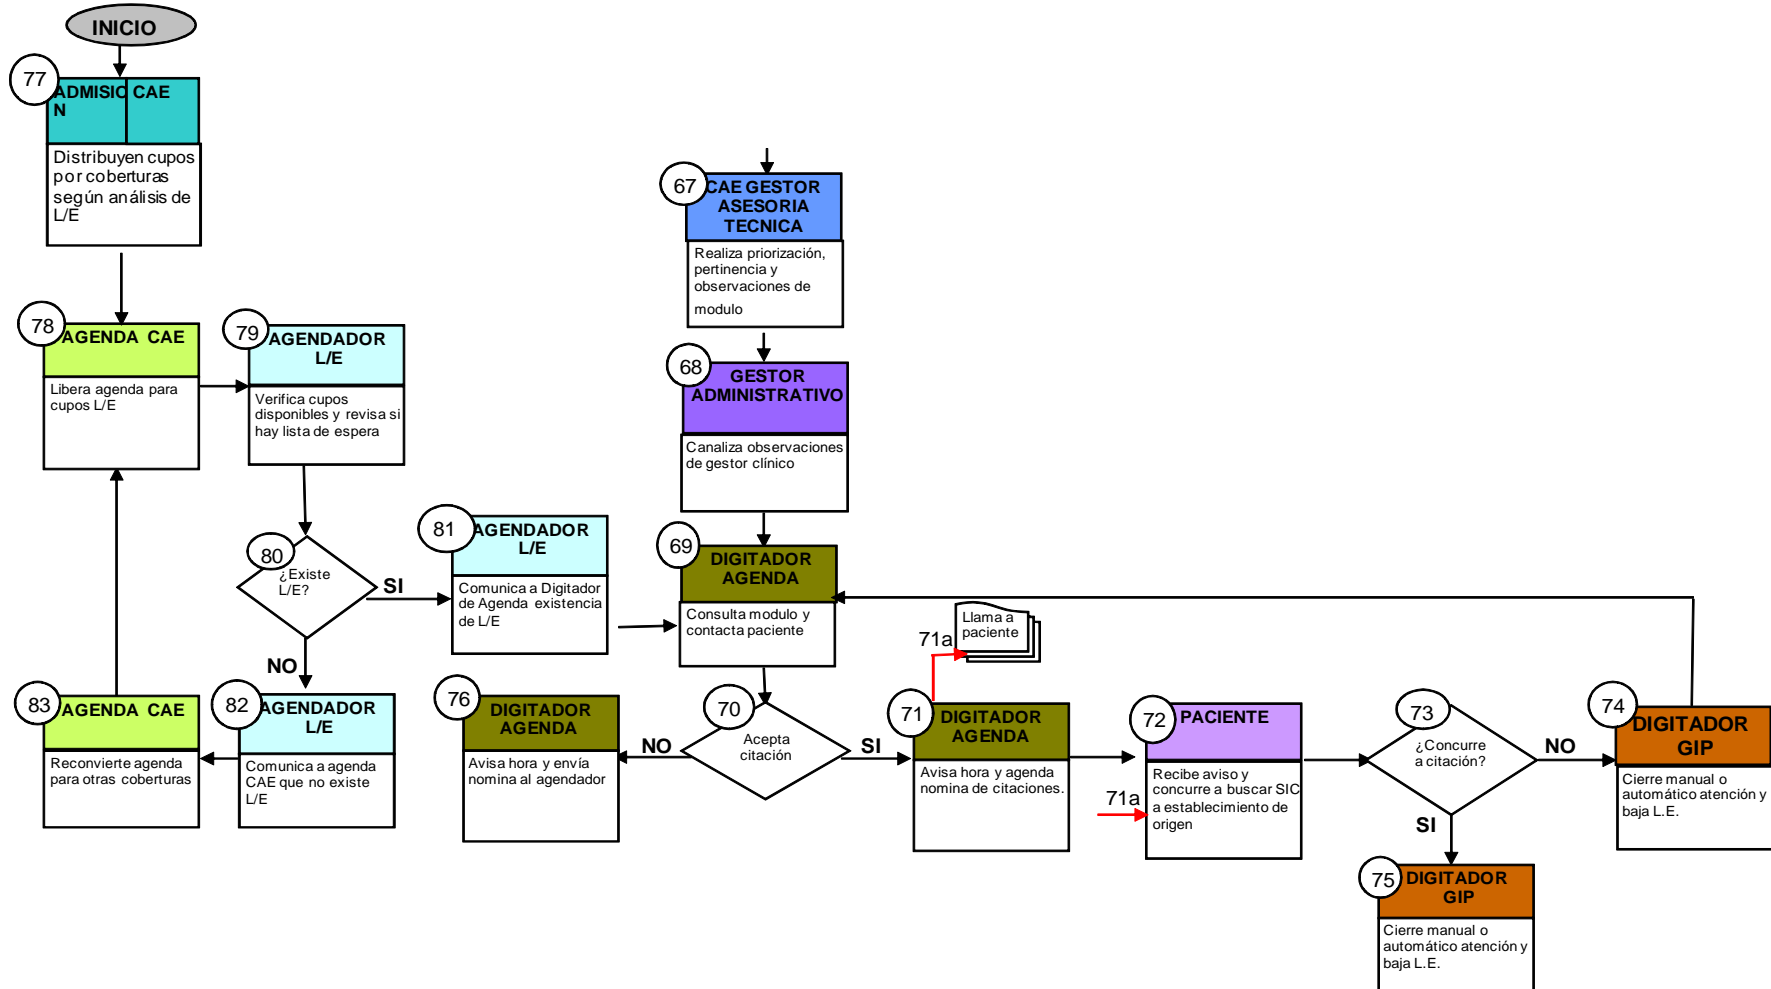 INICIO
77
ADMISIO CAE
N
Distribuyen cupos
por coberturas
según análisis de
L/E
67
CAE GESTOR
ASESORIA
TECNICA
Realiza priorización,
pertinencia y
observaciones de
modulo
78
AGENDA CAE
Libera agenda para
cupos L/E
79
AGENDADOR
L/E
Verifica cupos
disponibles y revisa si
hay lista de espera
68
GESTOR
ADMINISTRATIVO
Canaliza observaciones
de gestor clínico
80
¿Existe
L/E?
SI
NO
81
AGENDADOR
L/E
Comunica a Digitador
de Agenda existencia
de L/E
69
DIGITADOR
AGENDA
Consulta modulo y
contacta paciente
71a
Llama a
paciente
83
AGENDA CAE
Reconvierte agenda
para otras coberturas
82
AGENDADOR
L/E
Comunica a agenda
CAE que no existe
L/E
76
DIGITADOR
AGENDA
Avisa hora y envía
nomina al agendador
NO
70
Acepta
citación
SI
71
DIGITADOR
AGENDA
Avisa hora y agenda
nomina de citaciones.
71a
72
PACIENTE
Recibe aviso y
concurre a buscar SIC
a establecimiento de
origen
73
¿Concurre
a citación?
NO
SI
74
DIGITADOR
GIP
Cierre manual o
automático atención y
baja L.E.
75
DIGITADOR
GIP
Cierre manual o
automático atención y
baja L.E.